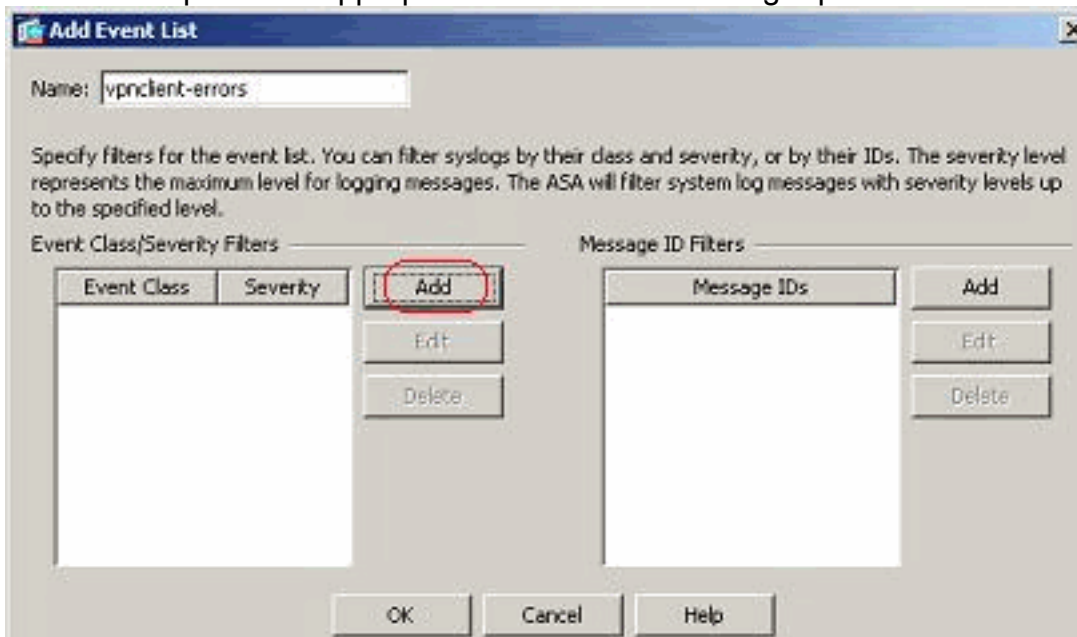 Add Event List
Name: vpnclient-errors
Specify filters for the event list. You can filter syslogs by their class and severity, or by their IDs. The severity level
represents the maximum level for logging messages. The ASA will filter system log messages with severity levels up
to the specified level.
Event Class/Severity Filters
Event Class Severity
Add
Edit
Delete
Message ID Filters
Message IDs
Add
Edit
Delete
OK Cancel Help